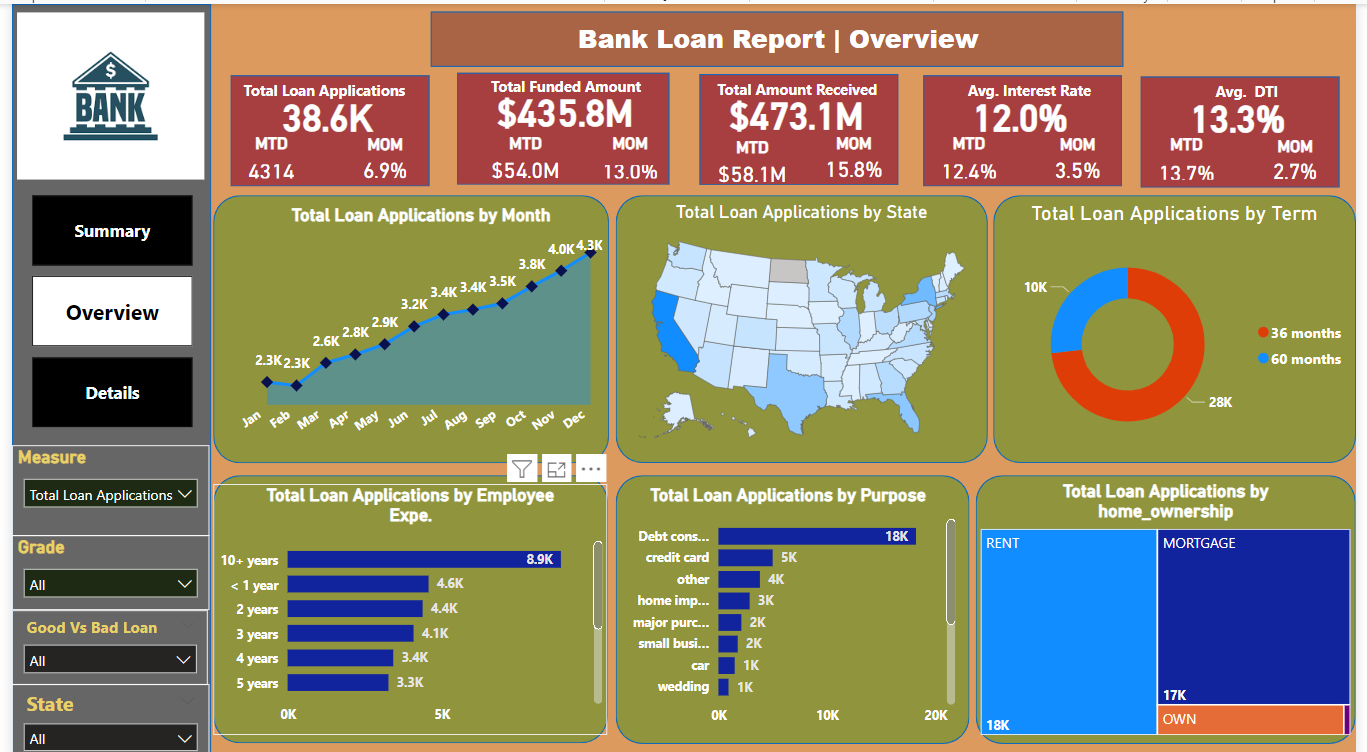 $
BANK
Bank Loan Report | Overview
Total Loan Applications
38.6K
MTD MOM
4314 6.9%
Total Funded Amount
$435.8M
MTD MOM
$54.0M 13.0%
Total Amount Received
$473.1M
MTD MOM
$58.1M 15.8%
Avg. Interest Rate
12.0%
MTD MOM
12.4% 3.5%
Avg. DTI
13.3%
MTD MOM
13.7% 2.7%
Summary
Overview
Details
Measure
Total Loan Applications
Grade
All
Good Vs Bad Loan
All
State
All
Total Loan Applications by Month
2.3K 2.3K 2.6K 2.8K 2.9K 3.2K 3.4K 3.4K 3.5K 3.8K 4.0K 4.3K
Jan Feb Mar Apr May Jun Jul Aug Sep Oct Nov Dec
Total Loan Applications by State
Total Loan Applications by Term
10K
28K
36 months
60 months
Total Loan Applications by Employee
Expe.
10+ years 8.9K
< 1 year 4.6K
2 years 4.4K
3 years 4.1K
4 years 3.4K
5 years 3.3K
0K 5K
Total Loan Applications by Purpose
Debt cons... 18K
credit card 5K
other 4K
home imp... 3K
major purc... 2K
small busi... 2K
car 1K
wedding 1K
0K 10K 20K
Total Loan Applications by
home_ownership
RENT
18K
MORTGAGE
17K
OWN